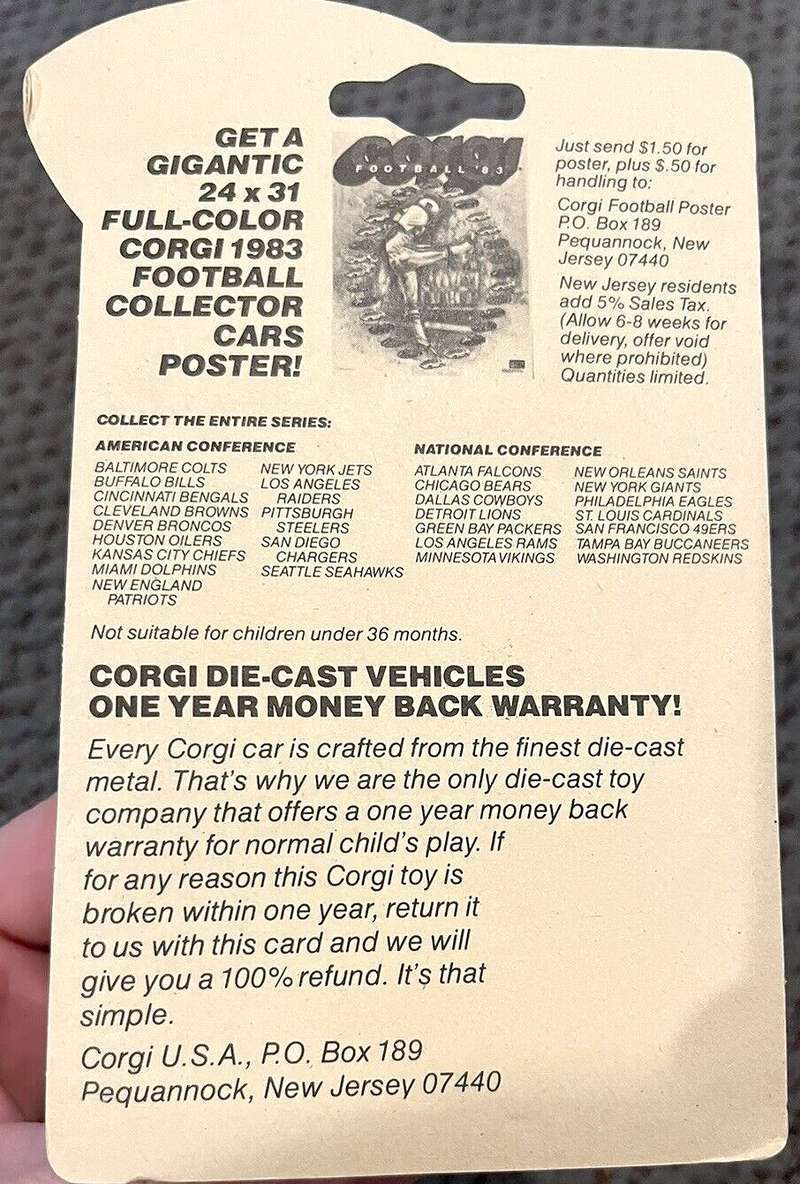 GET A
GIGANTIC
24 x 31
FULL-COLOR
CORGI 1983
FOOTBALL
COLLECTOR
CARS
POSTER!
CORGI
FOOTBALL '83
Just send $1.50 for
poster, plus $.50 for
handling to:
Corgi Football Poster
P.O. Box 189
Pequannock, New
Jersey 07440
New Jersey residents
add 5% Sales Tax.
(Allow 6-8 weeks for
delivery, offer void
where prohibited)
Quantities limited.
COLLECT THE ENTIRE SERIES:
AMERICAN CONFERENCE
BALTIMORE COLTS
BUFFALO BILLS
CINCINNATI BENGALS
CLEVELAND BROWNS
DENVER BRONCOS
HOUSTON OILERS
KANSAS CITY CHIEFS
MIAMI DOLPHINS
NEW ENGLAND
PATRIOTS
NEW YORK JETS
LOS ANGELES
RAIDERS
PITTSBURGH
STEELERS
SAN DIEGO
CHARGERS
SEATTLE SEAHAWKS
NATIONAL CONFERENCE
ATLANTA FALCONS
CHICAGO BEARS
DALLAS COWBOYS
DETROIT LIONS
GREEN BAY PACKERS
LOS ANGELES RAMS
MINNESOTA VIKINGS
NEW ORLEANS SAINTS
NEW YORK GIANTS
PHILADELPHIA EAGLES
ST. LOUIS CARDINALS
SAN FRANCISCO 49ERS
TAMPA BAY BUCCANEERS
WASHINGTON REDSKINS
Not suitable for children under 36 months.
CORGI DIE-CAST VEHICLES
ONE YEAR MONEY BACK WARRANTY!
Every Corgi car is crafted from the finest die-cast
metal. That's why we are the only die-cast toy
company that offers a one year money back
warranty for normal child's play. If
for any reason this Corgi toy is
broken within one year, return it
to us with this card and we will
give you a 100% refund. It's that
simple.
Corgi U.S.A., P.O. Box 189
Pequannock, New Jersey 07440